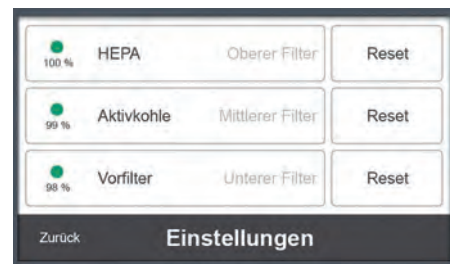 100 % HEPA Oberer Filter Reset
99 % Aktivkohle Mittlerer Filter Reset
98 % Vorfilter Unterer Filter Reset
Zurück Einstellungen